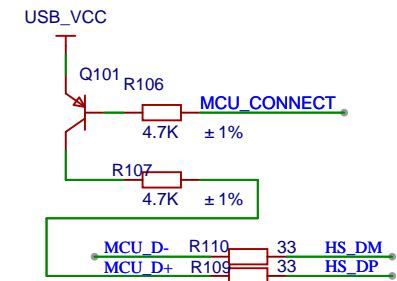 USB_VCC
Q101
R106
MCU_CONNECT
4.7K ±1%
R107
4.7K ±1%
MCU_D- R110 33 HS_DM
MCU_D+ R109 33 HS_DP